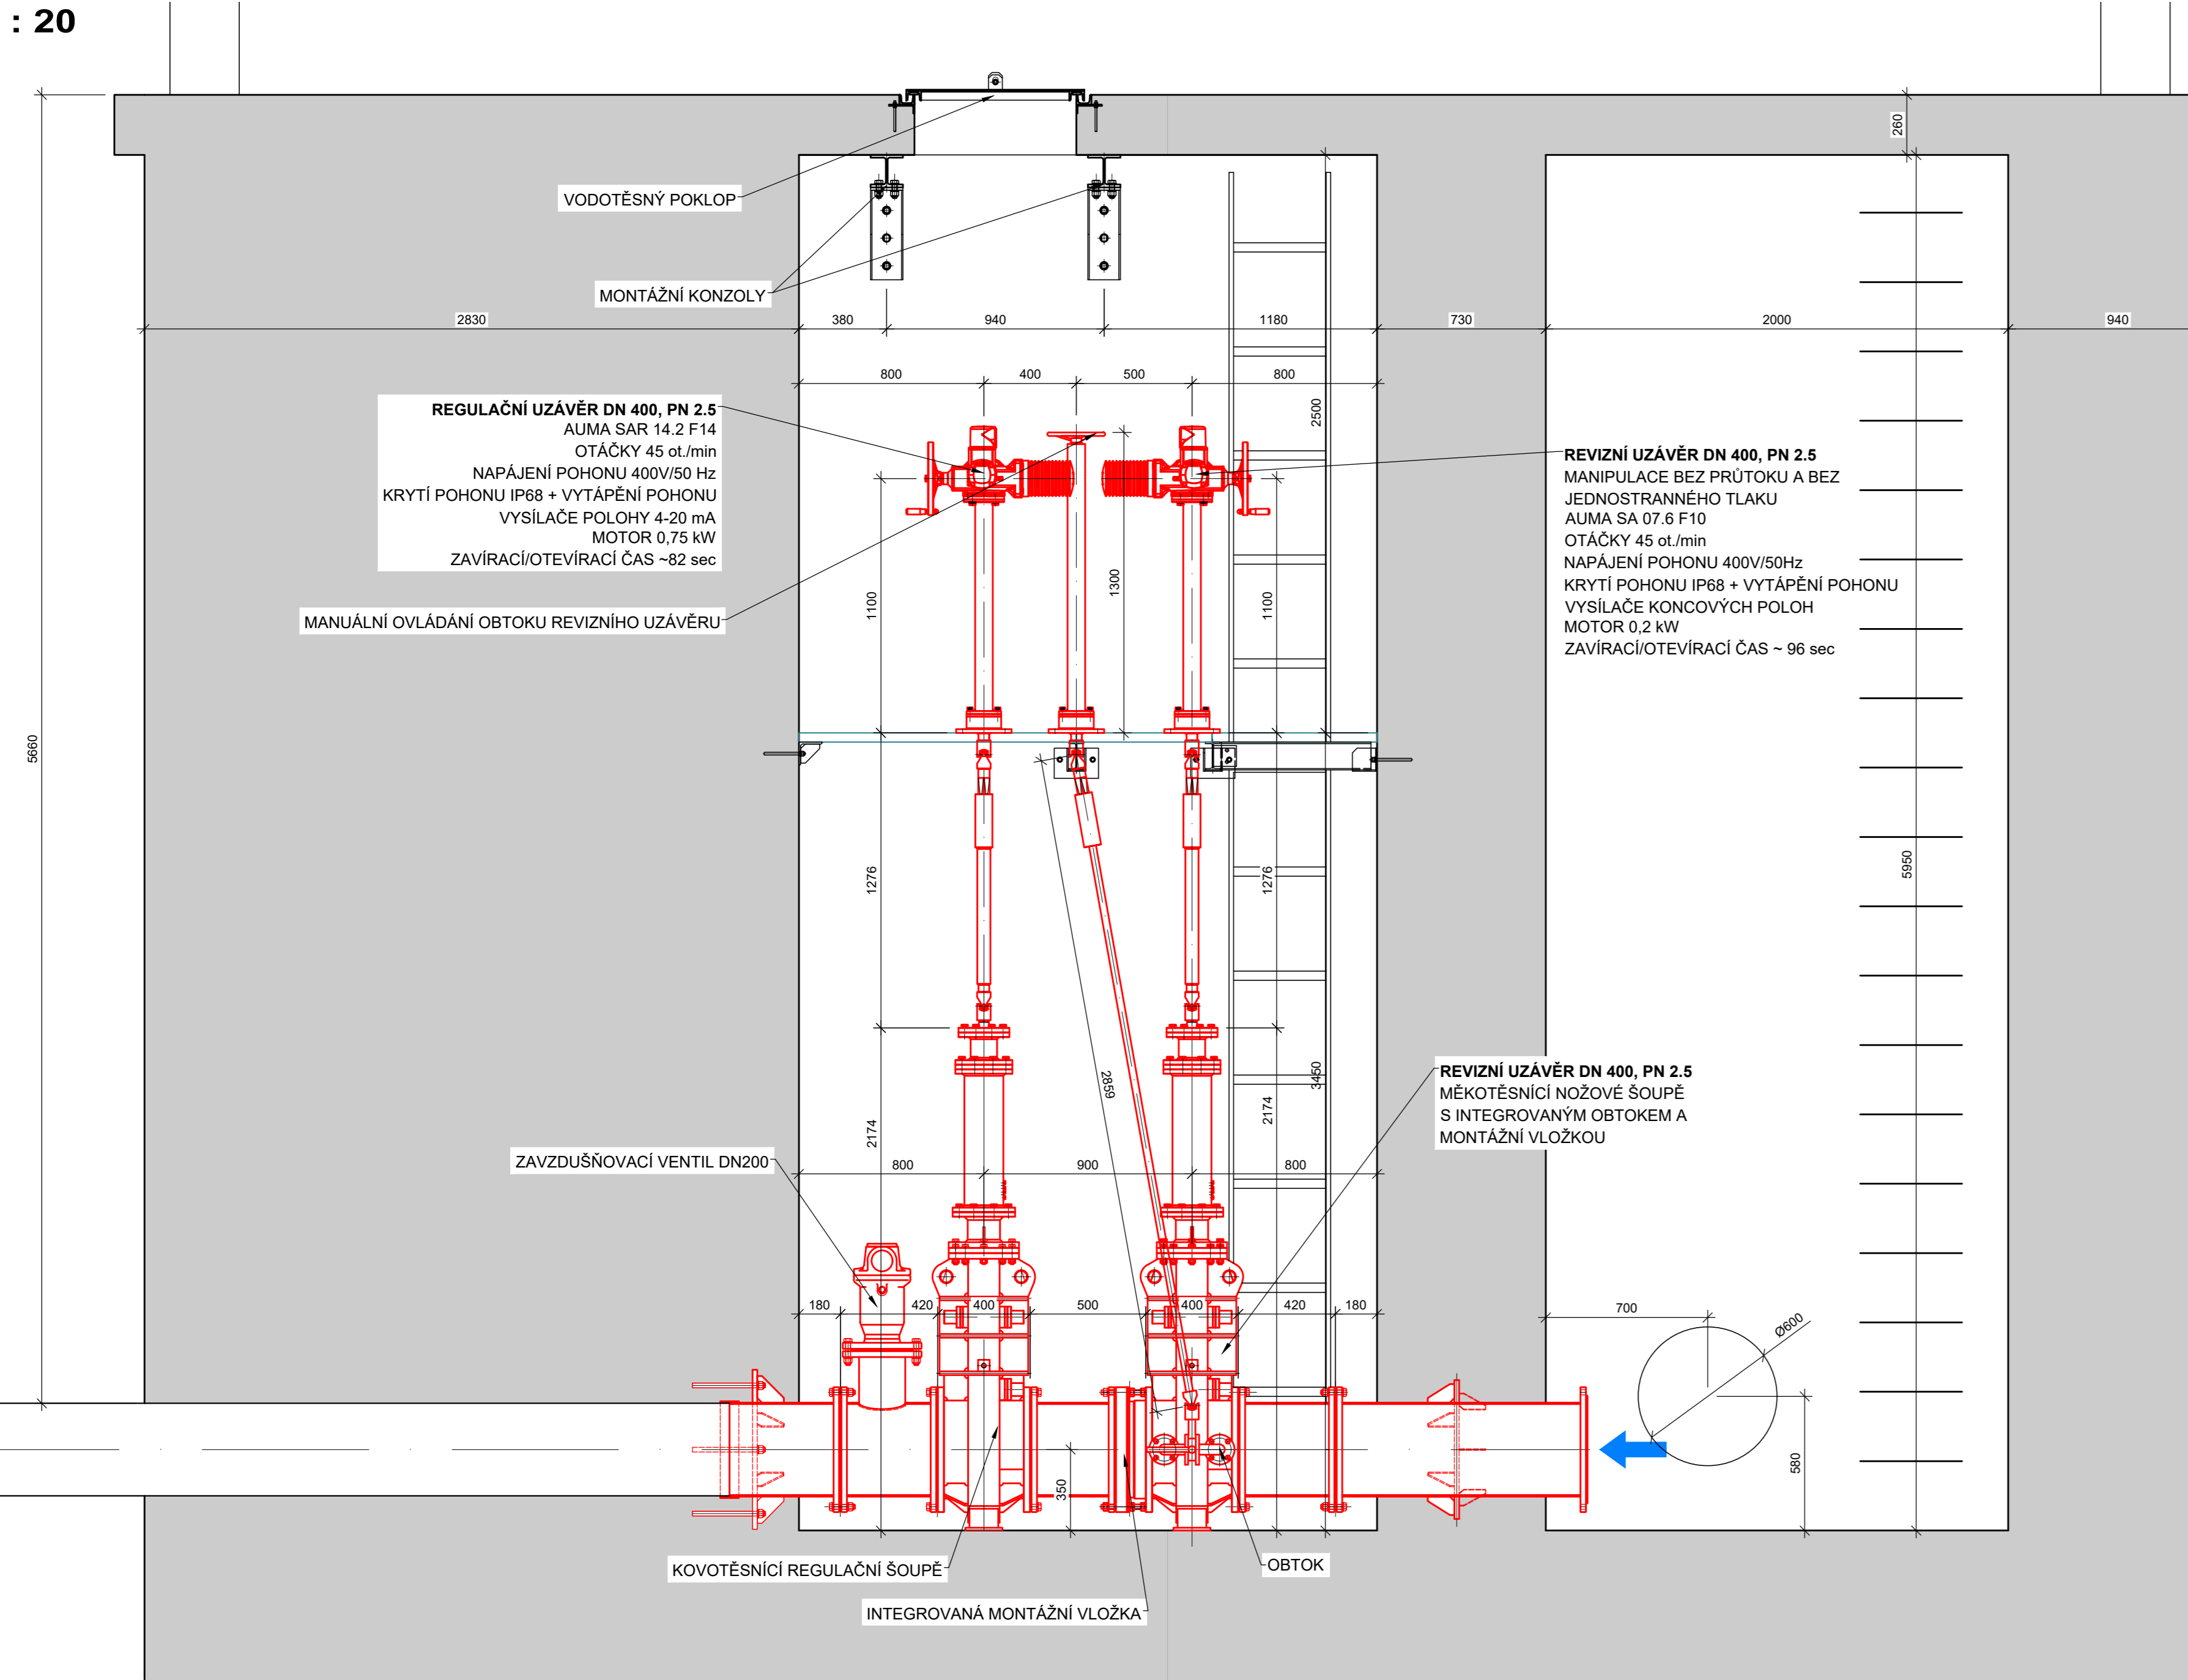 : 20
260
VODOTĚSNÝ POKLOP
MONTÁŽNÍ KONZOLY
2830
380
940
1180
730
2000
940
800
400
500
800
2500
REGULAČNÍ UZÁVĚR DN 400, PN 2.5
AUMA SAR 14.2 F14
OTÁČKY 45 ot./min
NAPÁJENÍ POHONU 400V/50 Hz
KRYTÍ POHONU IP68 + VYTÁPĚNÍ POHONU
VYSÍLAČE POLOHY 4-20 mA
MOTOR 0,75 kW
ZAVÍRACÍ/OTEVÍRACÍ ČAS ~82 sec
REVIZNÍ UZÁVĚR DN 400, PN 2.5
MANIPULACE BEZ PRŮTOKU A BEZ
JEDNOSTRANNÉHO TLAKU
AUMA SA 07.6 F10
OTÁČKY 45 ot./min
NAPÁJENÍ POHONU 400V/50Hz
KRYTÍ POHONU IP68 + VYTÁPĚNÍ POHONU
VYSÍLAČE KONCOVÝCH POLOH
MOTOR 0,2 kW
ZAVÍRACÍ/OTEVÍRACÍ ČAS ~ 96 sec
1100
1300
1100
MANUÁLNÍ OVLÁDÁNÍ OBTOKU REVIZNÍHO UZÁVĚRU
5660
1276
1276
5950
2859
3450
REVIZNÍ UZÁVĚR DN 400, PN 2.5
MĚKOTĚSNÍCÍ NOŽOVÉ ŠOUPĚ
S INTEGROVANÝM OBTOKEM A
MONTÁŽNÍ VLOŽKOU
2174
2174
ZAVZDUŠŇOVACÍ VENTIL DN200
800
900
800
180
420
400
500
400
420
180
700
Ø600
350
580
KOVOTĚSNÍCÍ REGULAČNÍ ŠOUPĚ
OBTOK
INTEGROVANÁ MONTÁŽNÍ VLOŽKA